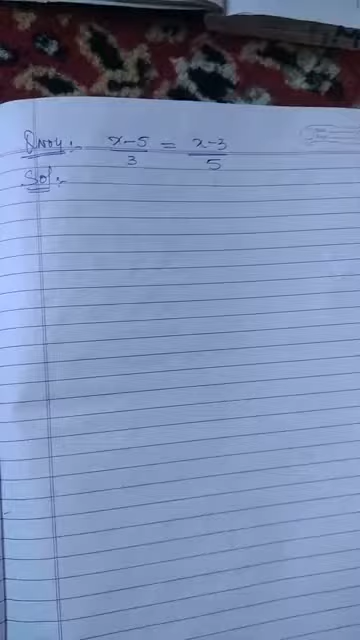 Q No4:- x-5/3 = x-3/5
Sol:-